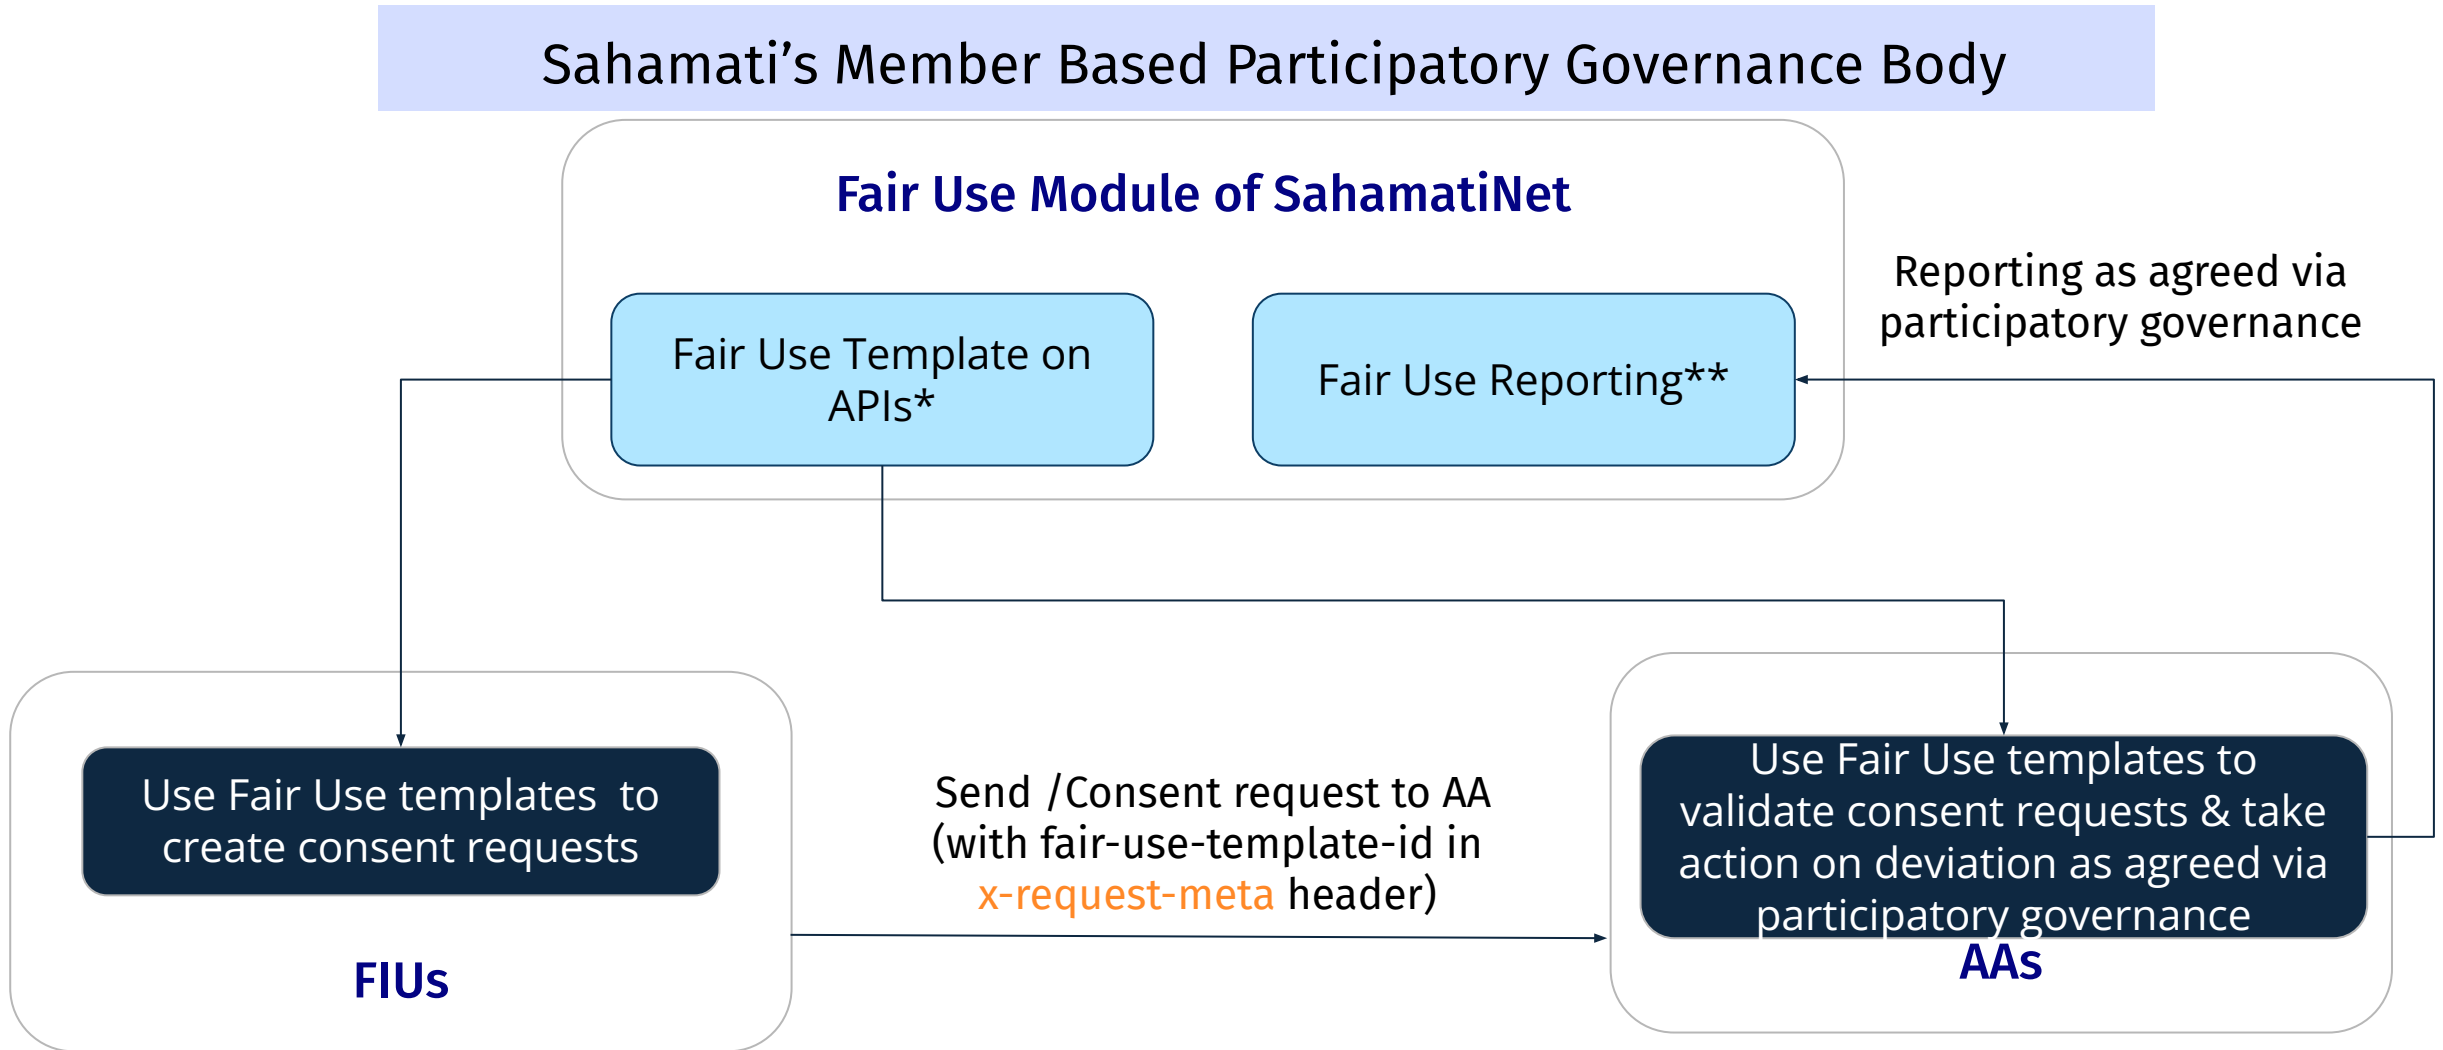 Sahamati’s Member Based Participatory Governance Body
Fair Use Module of SahamatiNet
Fair Use Template on
APIs*
Fair Use Reporting**
Reporting as agreed via
participatory governance
Use Fair Use templates  to
create consent requests
FIUs
Send /Consent request to AA
(with fair-use-template-id in
x-request-meta header)
Use Fair Use templates to
validate consent requests & take
action on deviation as agreed via
participatory governance
AAs